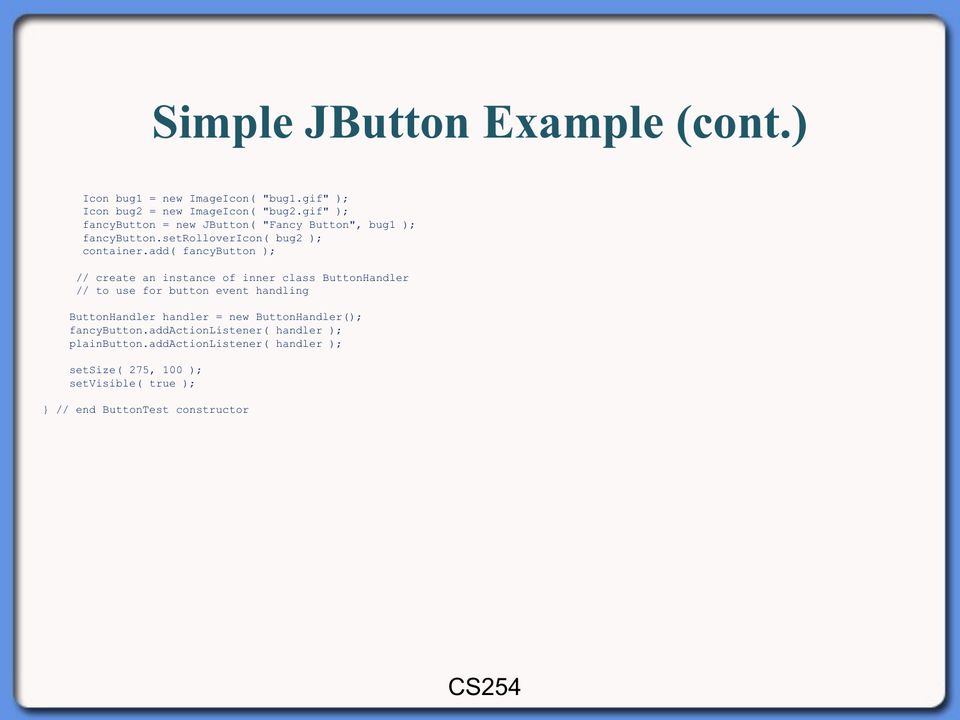 Simple JButton Example (cont.)
Icon bug1 = new ImageIcon( "bug1.gif" );
Icon bug2 = new ImageIcon( "bug2.gif" );
fancyButton = new JButton( "Fancy Button", bug1 );
fancyButton.setRolloverIcon( bug2 );
container.add( fancyButton );
// create an instance of inner class ButtonHandler
// to use for button event handling
ButtonHandler handler = new ButtonHandler();
fancyButton.addActionListener( handler );
plainButton.addActionListener( handler );
setSize( 275, 100 );
setVisible( true );
} // end ButtonTest constructor
CS254